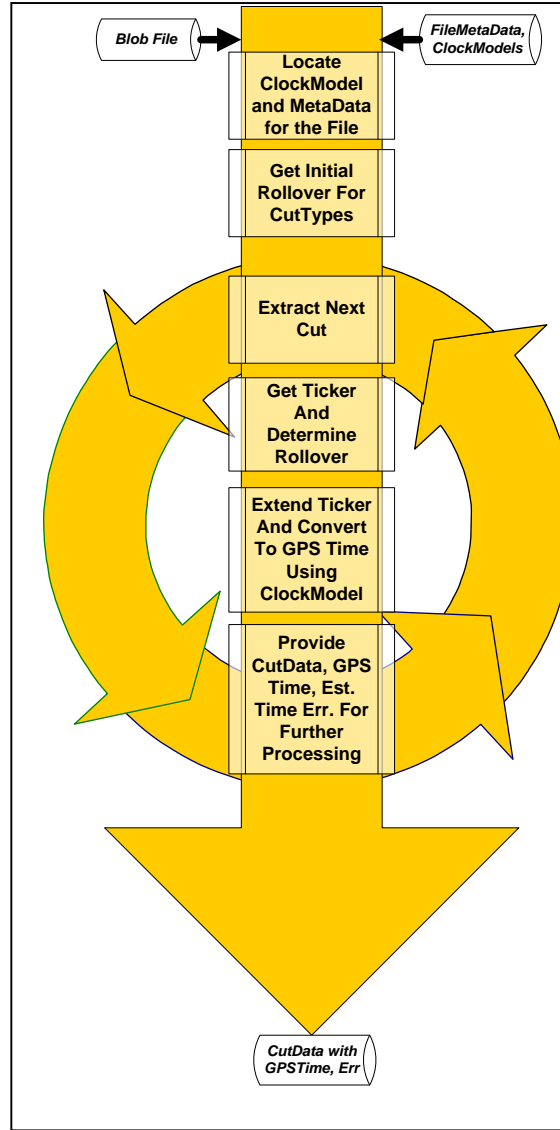 Blob File
FileMetaData,
ClockModels
Locate
ClockModel
and MetaData
for the File
Get Initial
Rollover For
CutTypes
Extract Next
Cut
Get Ticker
And
Determine
Rollover
Extend Ticker
And Convert
To GPS Time
Using
ClockModel
Provide
CutData, GPS
Time, Est.
Time Err. For
Further
Processing
CutData with
GPSTime, Err